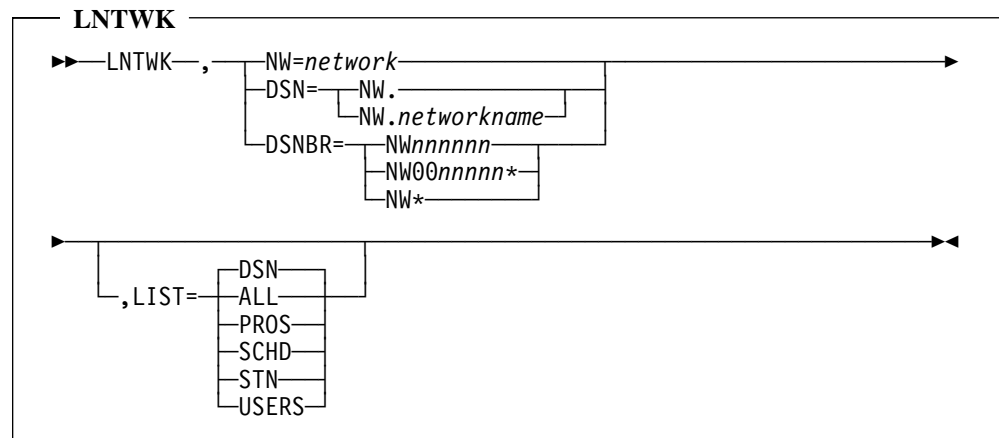 LNTWK
LNTWK , NW=network
DSN= NW.
NW.networkname
DSNBR= NWnnnnnn
NW00nnnnn*
NW*
DSN
,LIST= ALL
PROS
SCHD
STN
USERS